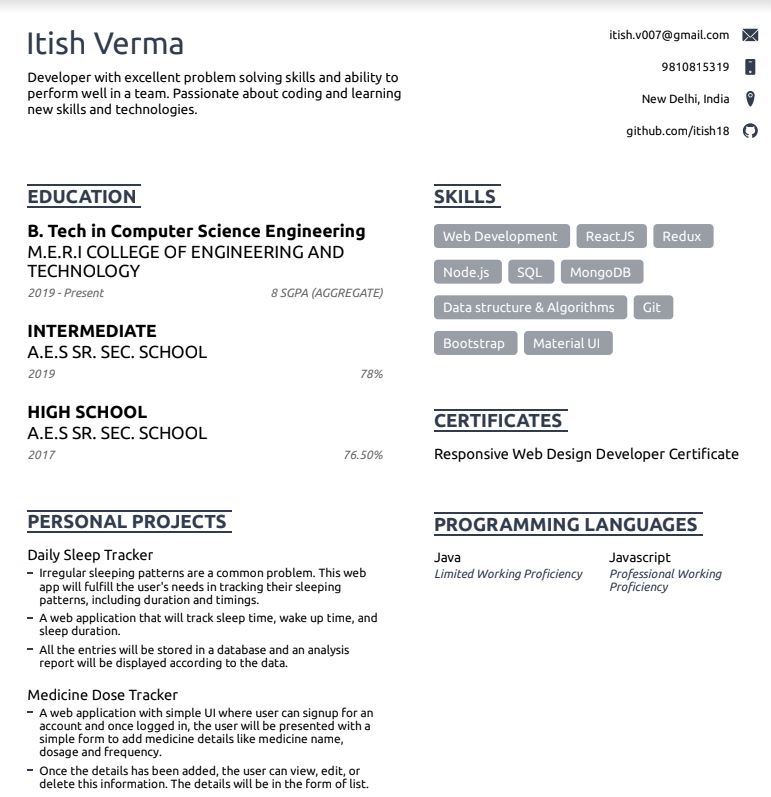 Itish Verma
Developer with excellent problem solving skills and ability to
perform well in a team. Passionate about coding and learning
new skills and technologies.
itish.v007@gmail.com
9810815319
New Delhi, India
github.com/itish18
EDUCATION
B. Tech in Computer Science Engineering
M.E.R.I COLLEGE OF ENGINEERING AND
TECHNOLOGY
2019 - Present 8 SGPA (AGGREGATE)
INTERMEDIATE
A.E.S SR. SEC. SCHOOL
2019 78%
HIGH SCHOOL
A.E.S SR. SEC. SCHOOL
2017 76.50%
PERSONAL PROJECTS
Daily Sleep Tracker
– Irregular sleeping patterns are a common problem. This web
app will fulfill the user's needs in tracking their sleeping
patterns, including duration and timings.
– A web application that will track sleep time, wake up time, and
sleep duration.
– All the entries will be stored in a database and an analysis
report will be displayed according to the data.
Medicine Dose Tracker
– A web application with simple UI where user can signup for an
account and once logged in, the user will be presented with a
simple form to add medicine details like medicine name,
dosage and frequency.
– Once the details has been added, the user can view, edit, or
delete this information. The details will be in the form of list.
SKILLS
Web Development ReactJS Redux
Node.js SQL MongoDB
Data structure & Algorithms Git
Bootstrap Material UI
CERTIFICATES
Responsive Web Design Developer Certificate
PROGRAMMING LANGUAGES
Java
Limited Working Proficiency
Javascript
Professional Working
Proficiency